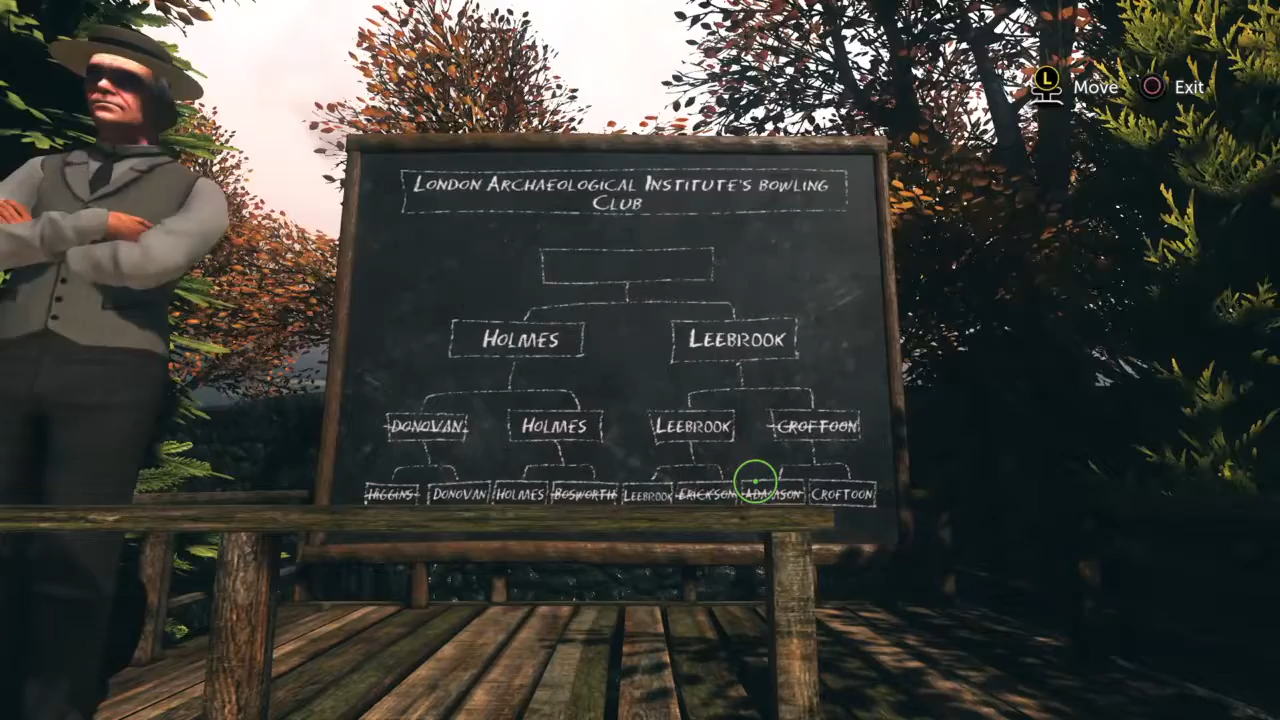 L
Move
Exit
LONDON ARCHAEOLOGICAL INSTITUTE'S BOWLING
CLUB
HOLMES
LEEBROOK
DONOVAN
HOLMES
LEEBROOK
CROFTOON
HIGGINS
DONOVAN
HOLMES
BOSWORTH
LEEBROOK
ERICKSON
ADAMSON
CROFTOON